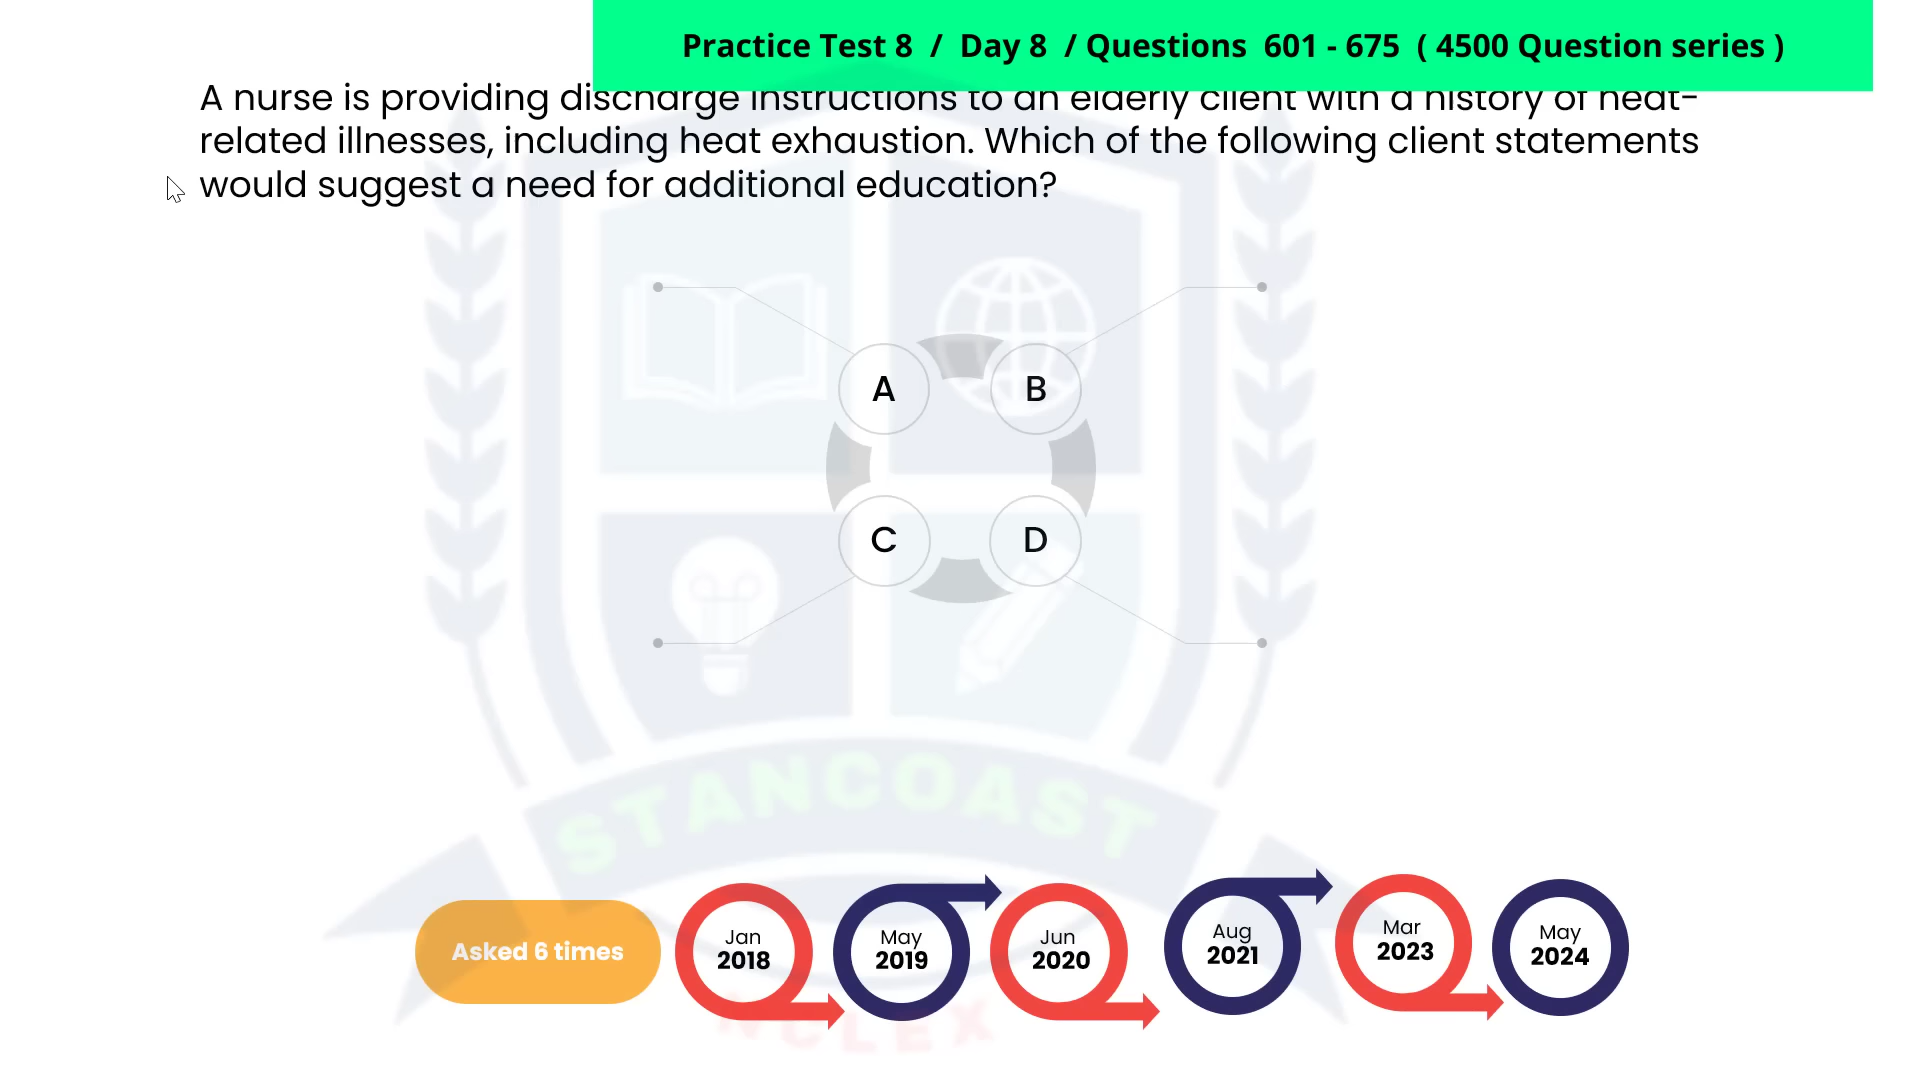 Practice Test 8 / Day 8 / Questions 601 - 675 ( 4500 Question series )
A nurse is providing discharge instructions to an elderly client with a history of heat-
related illnesses, including heat exhaustion. Which of the following client statements
would suggest a need for additional education?
A
B
C
D
STANCOAST
NCLEX
Asked 6 times
Jan
2018
May
2019
Jun
2020
Aug
2021
Mar
2023
May
2024